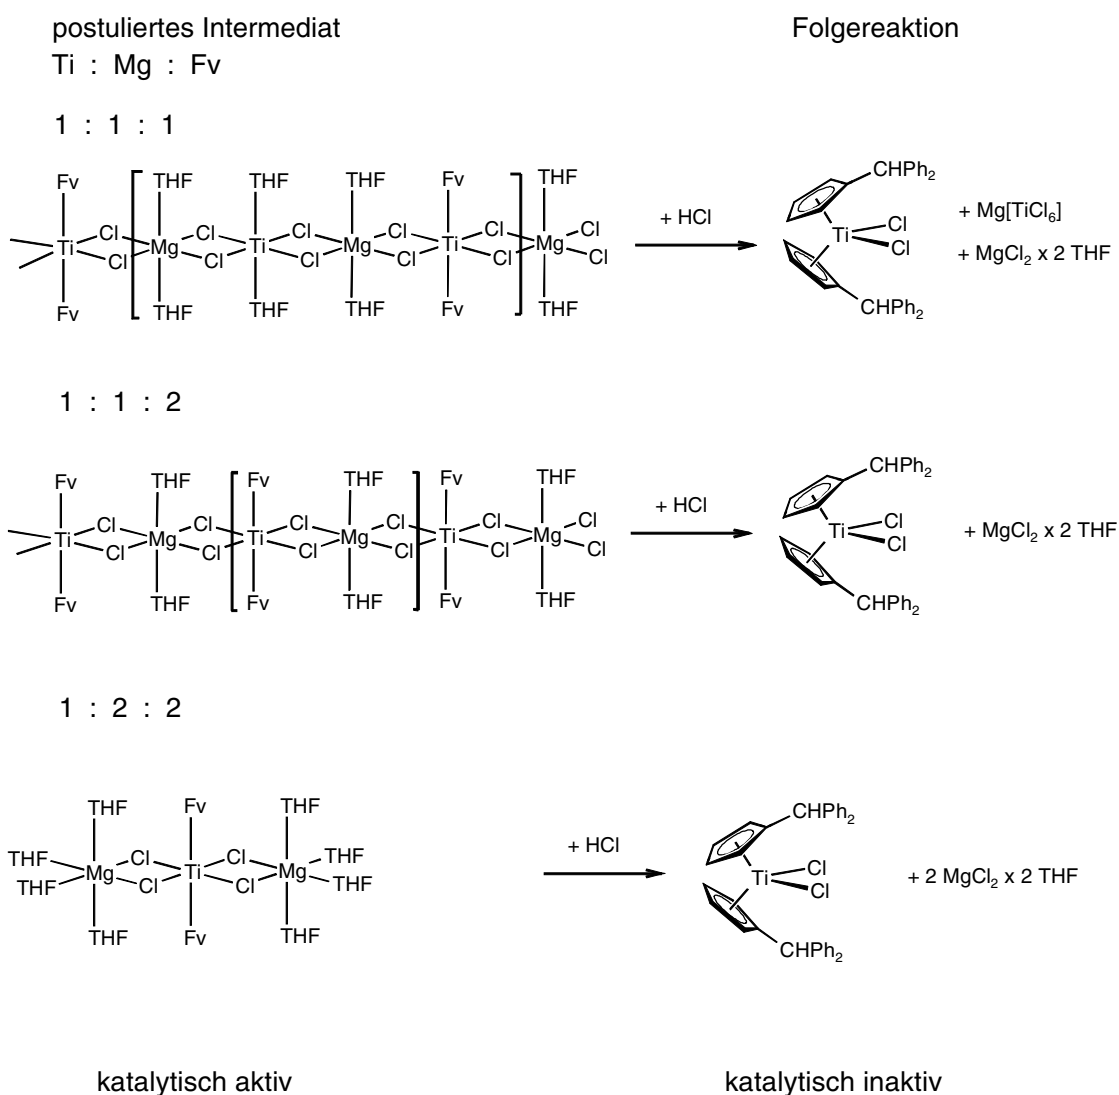 postuliertes Intermediat Folgereaktion
Ti : Mg : Fv
1 : 1 : 1
Fv THF THF THF Fv THF
Ti Cl Cl Mg Cl Cl Ti Cl Cl Mg Cl Cl Ti Cl Cl Mg Cl Cl
Fv THF THF THF Fv THF
+ HCl
CHPh2
Ti Cl Cl
CHPh2
+ Mg[TiCl6]
+ MgCl2 x 2 THF
1 : 1 : 2
Fv THF Fv THF Fv THF
Ti Cl Cl Mg Cl Cl Ti Cl Cl Mg Cl Cl Ti Cl Cl Mg Cl Cl
Fv THF Fv THF Fv THF
+ HCl
CHPh2
Ti Cl Cl
CHPh2
+ MgCl2 x 2 THF
1 : 2 : 2
THF Fv THF
THF THF Mg Cl Cl Ti Cl Cl Mg THF THF
THF Fv THF
+ HCl
CHPh2
Ti Cl Cl
CHPh2
+ 2 MgCl2 x 2 THF
katalytisch aktiv katalytisch inaktiv